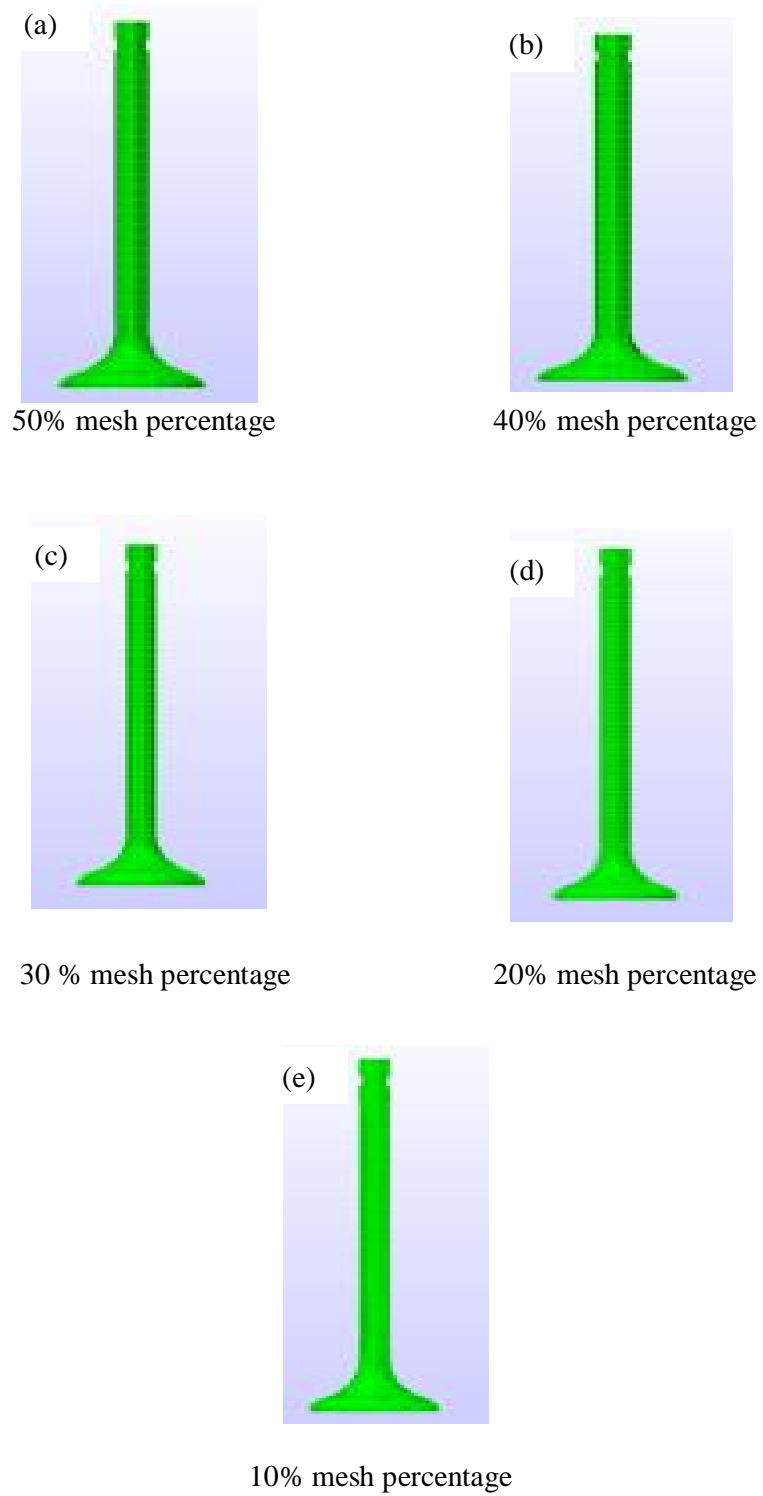 (a)
(b)
50% mesh percentage
40% mesh percentage
(c)
(d)
30 % mesh percentage
20% mesh percentage
(e)
10% mesh percentage